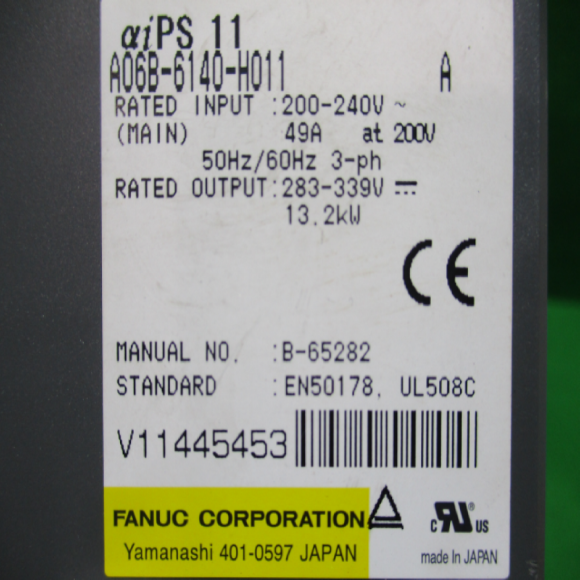 αiPS 11
A06B-6140-H011 A
RATED INPUT :200-240V ~
(MAIN) 49A at 200V
50Hz/60Hz 3-ph
RATED OUTPUT:283-339V ⎓
13.2kW
CE
MANUAL NO. :B-65282
STANDARD :EN50178, UL508C
V11445453
FANUC CORPORATION
Yamanashi 401-0597 JAPAN
c RU US
made In JAPAN